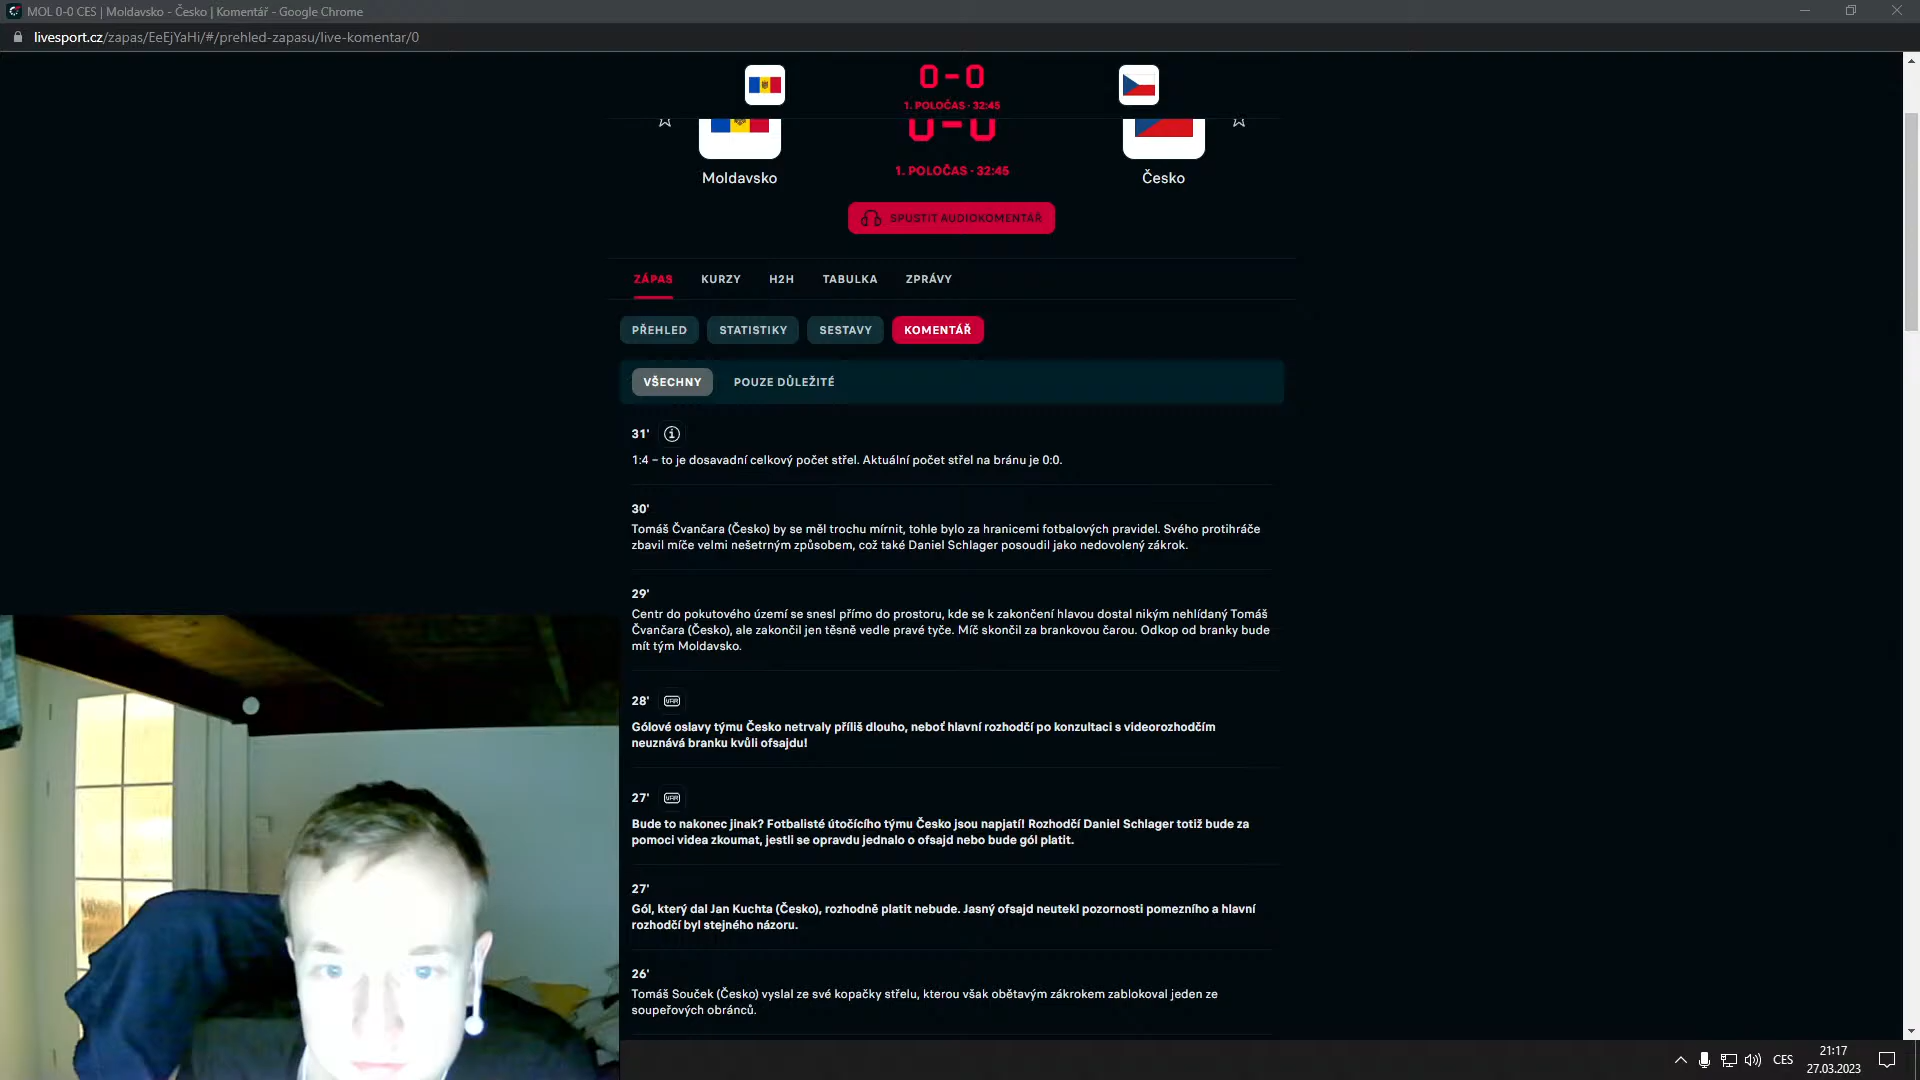 MOL 0-0 CES | Moldavsko - Česko | Komentář - Google Chrome
livesport.cz/zapas/EeEjYaHi/#/prehled-zapasu/live-komentar/0
0-0
1. POLOČAS - 32:45
0-0
1. POLOČAS - 32:45
Moldavsko
Česko
SPUSTIT AUDIOKOMENTÁŘ
ZÁPAS KURZY H2H TABULKA ZPRÁVY
PŘEHLED STATISTIKY SESTAVY KOMENTÁŘ
VŠECHNY POUZE DŮLEŽITÉ
31'
1:4 – to je dosavadní celkový počet střel. Aktuální počet střel na bránu je 0:0.
30'
Tomáš Čvančara (Česko) by se měl trochu mírnit, tohle bylo za hranicemi fotbalových pravidel. Svého protihráče
zbavil míče velmi nešetrným způsobem, což také Daniel Schlager posoudil jako nedovolený zákrok.
29'
Centr do pokutového území se snesl přímo do prostoru, kde se k zakončení hlavou dostal nikým nehlídaný Tomáš
Čvančara (Česko), ale zakončil jen těsně vedle pravé tyče. Míč skončil za brankovou čarou. Odkop od branky bude
mít tým Moldavsko.
28' VAR
Gólové oslavy týmu Česko netrvaly příliš dlouho, neboť hlavní rozhodčí po konzultaci s videorozhodčím
neuznává branku kvůli ofsajdu!
27' VAR
Bude to nakonec jinak? Fotbalisté útočícího týmu Česko jsou napjatí! Rozhodčí Daniel Schlager totiž bude za
pomoci videa zkoumat, jestli se opravdu jednalo o ofsajd nebo bude gól platit.
27'
Gól, který dal Jan Kuchta (Česko), rozhodně platit nebude. Jasný ofsajd neutekl pozornosti pomezního a hlavní
rozhodčí byl stejného názoru.
26'
Tomáš Souček (Česko) vyslal ze své kopačky střelu, kterou však obětavým zákrokem zablokoval jeden ze
soupeřových obránců.
CES
21:17
27.03.2023